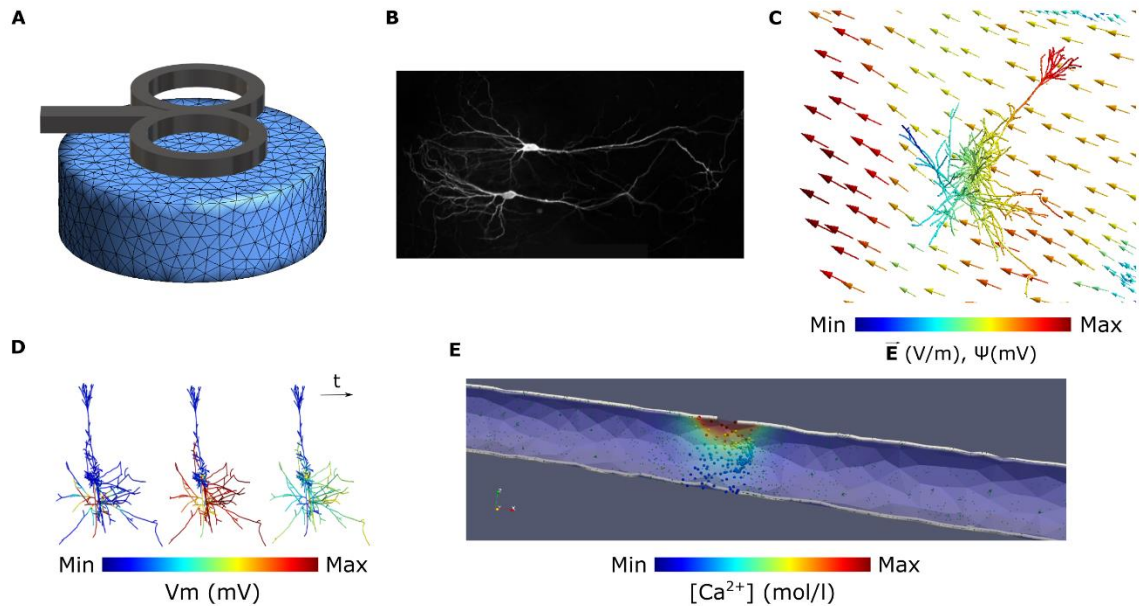 A
B
C
Min Max
E (V/m), Ψ(mV)
D
t
Min Max
Vm (mV)
E
Min Max
[Ca²⁺] (mol/l)